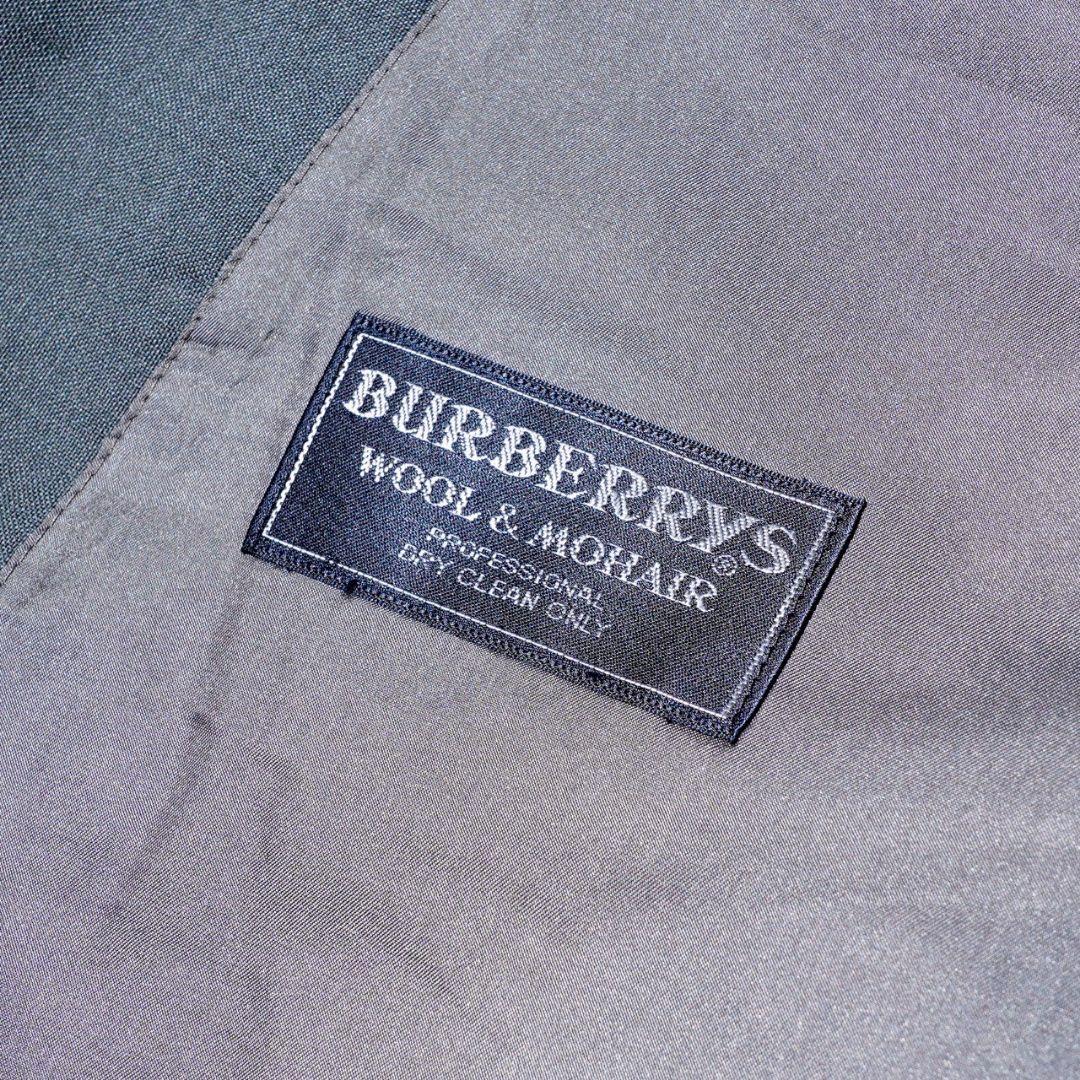 BURBERRYS®
WOOL & MOHAIR
PROFESSIONAL
DRY CLEAN ONLY